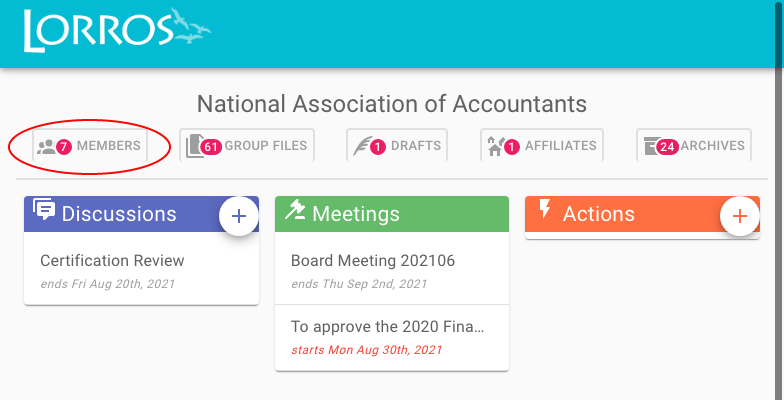 LORROS
National Association of Accountants
7 MEMBERS
61 GROUP FILES
1 DRAFTS
1 AFFILIATES
24 ARCHIVES
Discussions +
Certification Review
ends Fri Aug 20th, 2021
Meetings
Board Meeting 202106
ends Thu Sep 2nd, 2021
To approve the 2020 Fina…
starts Mon Aug 30th, 2021
Actions +